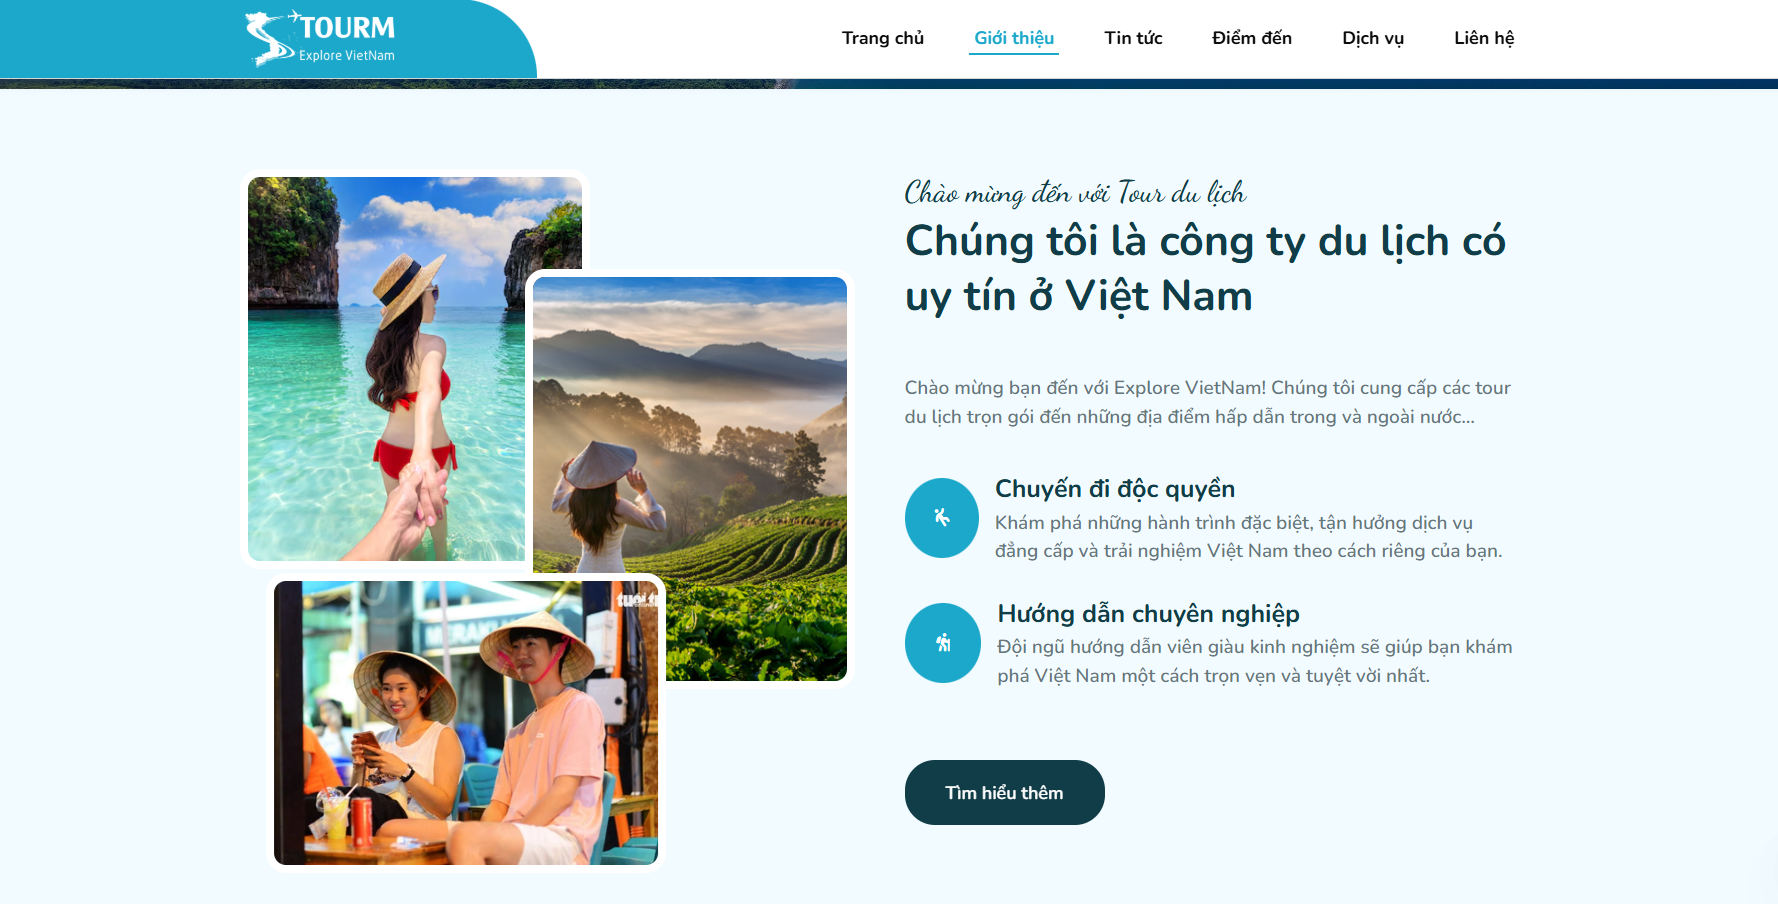 TOURM
Explore VietNam
Trang chủ
Giới thiệu
Tin tức
Điểm đến
Dịch vụ
Liên hệ
Chào mừng đến với Tour du lịch
Chúng tôi là công ty du lịch có
uy tín ở Việt Nam
Chào mừng bạn đến với Explore VietNam! Chúng tôi cung cấp các tour
du lịch trọn gói đến những địa điểm hấp dẫn trong và ngoài nước...
Chuyến đi độc quyền
Khám phá những hành trình đặc biệt, tận hưởng dịch vụ
đẳng cấp và trải nghiệm Việt Nam theo cách riêng của bạn.
Hướng dẫn chuyên nghiệp
Đội ngũ hướng dẫn viên giàu kinh nghiệm sẽ giúp bạn khám
phá Việt Nam một cách trọn vẹn và tuyệt vời nhất.
Tìm hiểu thêm